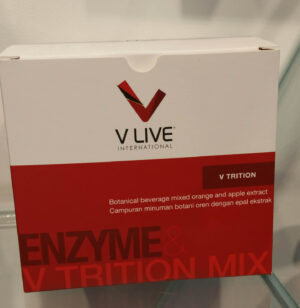 V LIVE
INTERNATIONAL
V TRITION
Botanical beverage mixed orange and apple extract
Campuran minuman botani oren dengan epal ekstrak
ENZYME &
V TRITION MIX